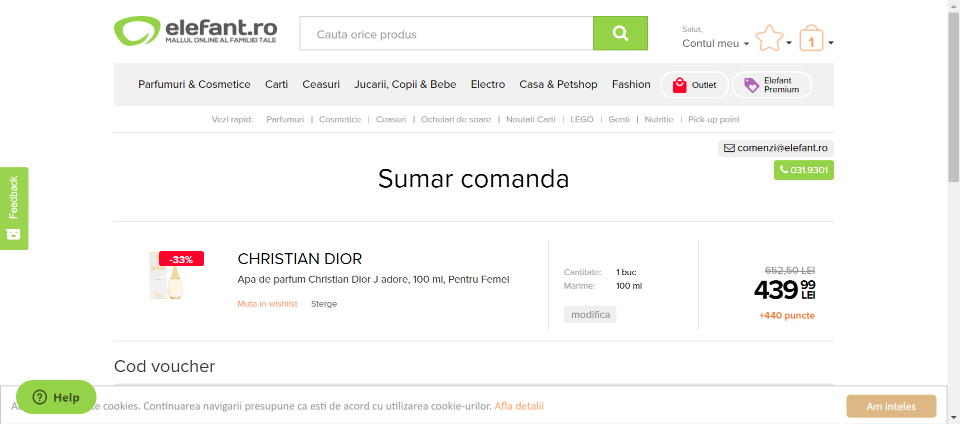 elefant.ro
MALLUL ONLINE AL FAMILIEI TALE
Cauta orice produs
Salut,
Contul meu
1
Parfumuri & Cosmetice
Carti
Ceasuri
Jucarii, Copii & Bebe
Electro
Casa & Petshop
Fashion
Outlet
Elefant
Premium
Vezi rapid: Parfumuri | Cosmetice | Ceasuri | Ochelari de soare | Noutati Carti | LEGO | Genti | Nutritie | Pick-up point
comenzi@elefant.ro
031.9301
Sumar comanda
Feedback
-33%
CHRISTIAN DIOR
Apa de parfum Christian Dior J adore, 100 ml, Pentru Femei
Muta in wishlist Sterge
Cantitate: 1 buc
Marime: 100 ml
modifica
652,50 LEI
439 99 LEI
+440 puncte
Cod voucher
Help
cookies. Continuarea navigarii presupune ca esti de acord cu utilizarea cookie-urilor. Afla detalii
Am inteles